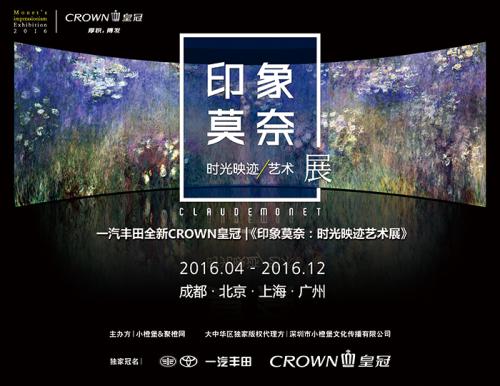 Monet's
impressionism
Exhibition
2016
CROWN 皇冠
厚积，博发
印象
莫奈
时光映迹/艺术展
CLAUDEMONET
一汽丰田全新CROWN皇冠 |《印象莫奈：时光映迹艺术展》
2016.04 - 2016.12
成都·北京·上海·广州
主办方 | 小橙堡&聚橙网 大中华区独家版权代理方 | 深圳市小橙堡文化传播有限公司
独家冠名 | 一汽丰田 CROWN 皇冠